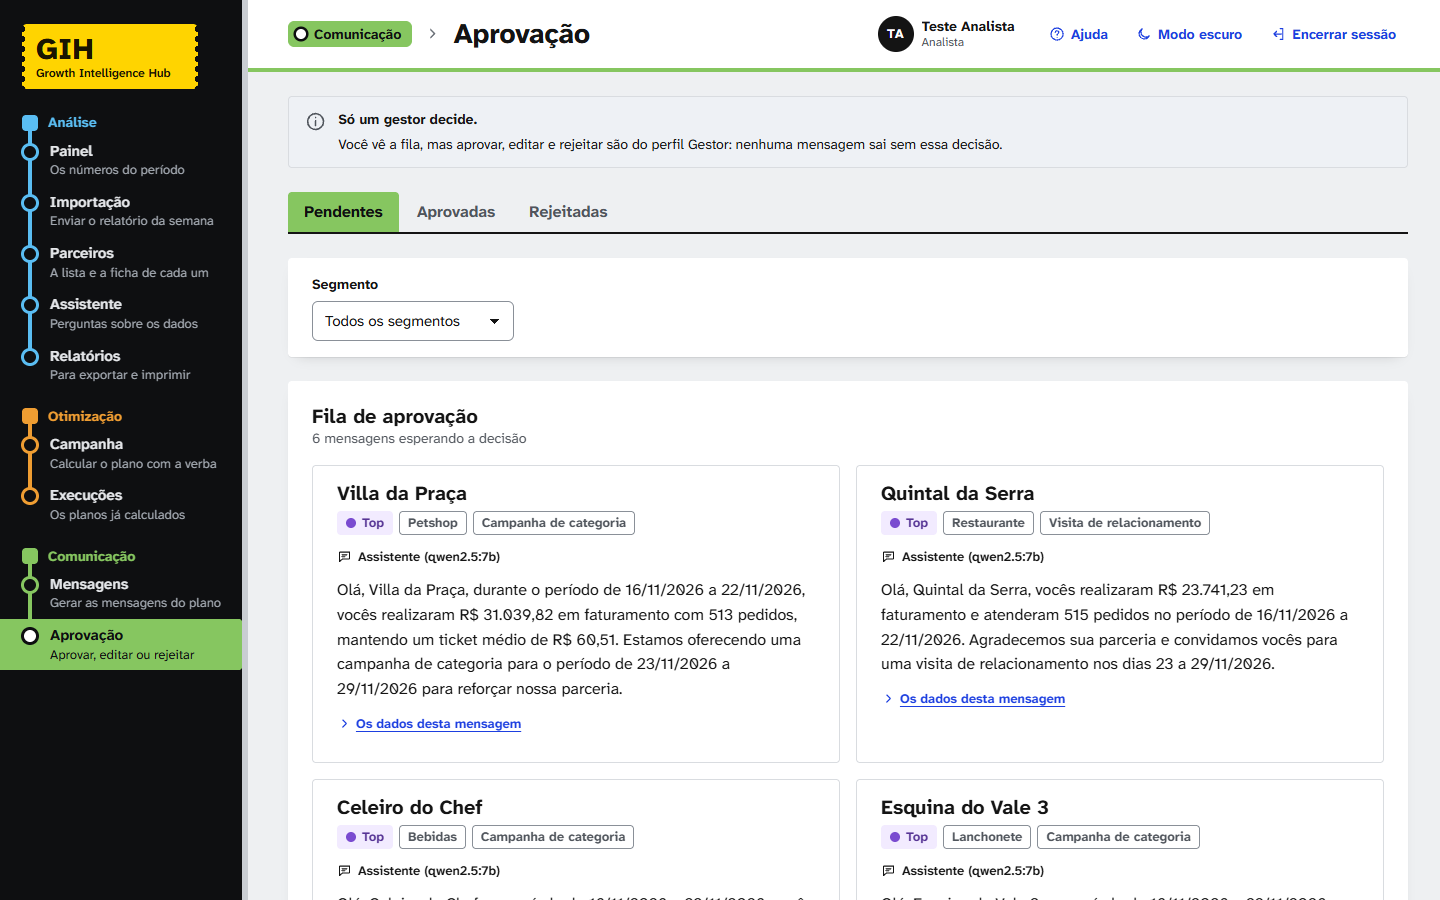 GIH
Growth Intelligence Hub
Análise
Painel
Os números do período
Importação
Enviar o relatório da semana
Parceiros
A lista e a ficha de cada um
Assistente
Perguntas sobre os dados
Relatórios
Para exportar e imprimir
Otimização
Campanha
Calcular o plano com a verba
Execuções
Os planos já calculados
Comunicação
Mensagens
Gerar as mensagens do plano
Aprovação
Aprovar, editar ou rejeitar
Comunicação
Aprovação
TA
Teste Analista
Analista
Ajuda
Modo escuro
Encerrar sessão
Só um gestor decide.
Você vê a fila, mas aprovar, editar e rejeitar são do perfil Gestor: nenhuma mensagem sai sem essa decisão.
Pendentes
Aprovadas
Rejeitadas
Segmento
Todos os segmentos
Fila de aprovação
6 mensagens esperando a decisão
Villa da Praça
Top
Petshop
Campanha de categoria
Assistente (qwen2.5:7b)
Olá, Villa da Praça, durante o período de 16/11/2026 a 22/11/2026,
vocês realizaram R$ 31.039,82 em faturamento com 513 pedidos,
mantendo um ticket médio de R$ 60,51. Estamos oferecendo uma
campanha de categoria para o período de 23/11/2026 a
29/11/2026 para reforçar nossa parceria.
Os dados desta mensagem
Quintal da Serra
Top
Restaurante
Visita de relacionamento
Assistente (qwen2.5:7b)
Olá, Quintal da Serra, vocês realizaram R$ 23.741,23 em
faturamento e atenderam 515 pedidos no período de 16/11/2026 a
22/11/2026. Agradecemos sua parceria e convidamos vocês para
uma visita de relacionamento nos dias 23 a 29/11/2026.
Os dados desta mensagem
Celeiro do Chef
Top
Bebidas
Campanha de categoria
Assistente (qwen2.5:7b)
Esquina do Vale 3
Top
Lanchonete
Campanha de categoria
Assistente (qwen2.5:7b)